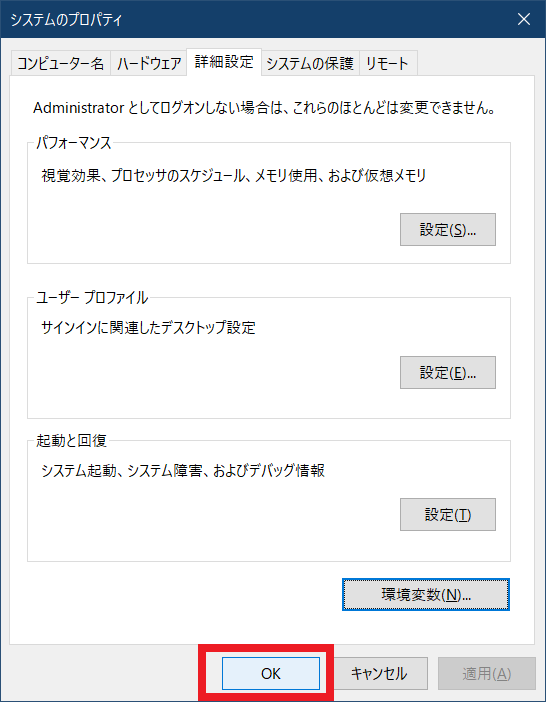 システムのプロパティ
コンピューター名 ハードウェア 詳細設定 システムの保護 リモート
Administrator としてログオンしない場合は、これらのほとんどは変更できません。
パフォーマンス
視覚効果、プロセッサのスケジュール、メモリ使用、および仮想メモリ
設定(S)...
ユーザー プロファイル
サインインに関連したデスクトップ設定
設定(E)...
起動と回復
システム起動、システム障害、およびデバッグ情報
設定(T)
環境変数(N)...
OK キャンセル 適用(A)